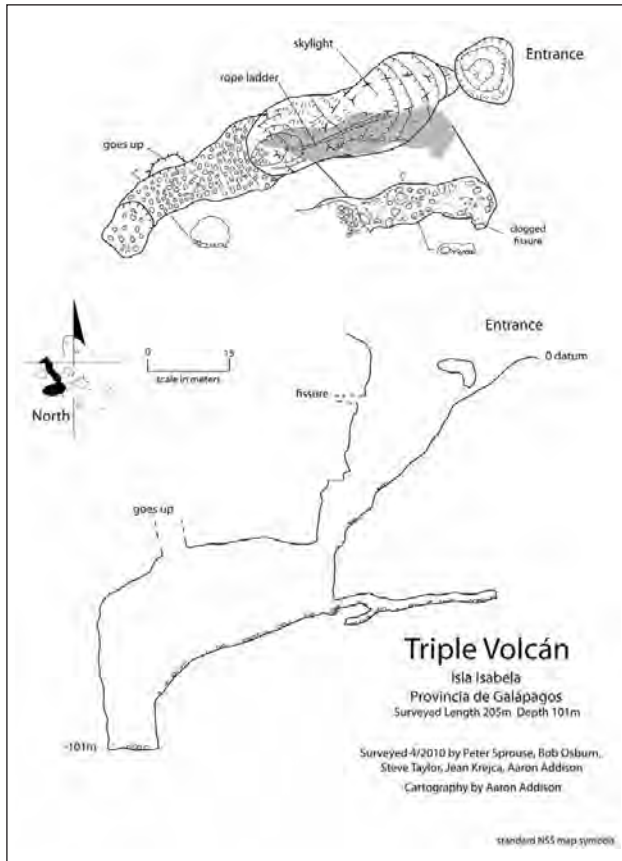 skylight
Entrance
rope ladder
goes up
clogged
fissure
Entrance
0 15
scale in meters
0 datum
fissure
North
goes up
-101m
Triple Volcán
Isla Isabela
Provincia de Galápagos
Surveyed Length 205m Depth 101m
Surveyed 4/2010 by Peter Sprouse, Bob Osburn,
Steve Taylor, Jean Krejca, Aaron Addison
Cartography by Aaron Addison
standard NSS map symbols